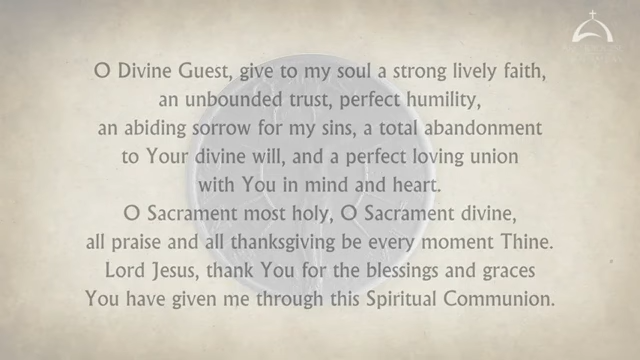 O Divine Guest, give to my soul a strong lively faith,
an unbounded trust, perfect humility,
an abiding sorrow for my sins, a total abandonment
to Your divine will, and a perfect loving union
with You in mind and heart.
O Sacrament most holy, O Sacrament divine,
all praise and all thanksgiving be every moment Thine.
Lord Jesus, thank You for the blessings and graces
You have given me through this Spiritual Communion.